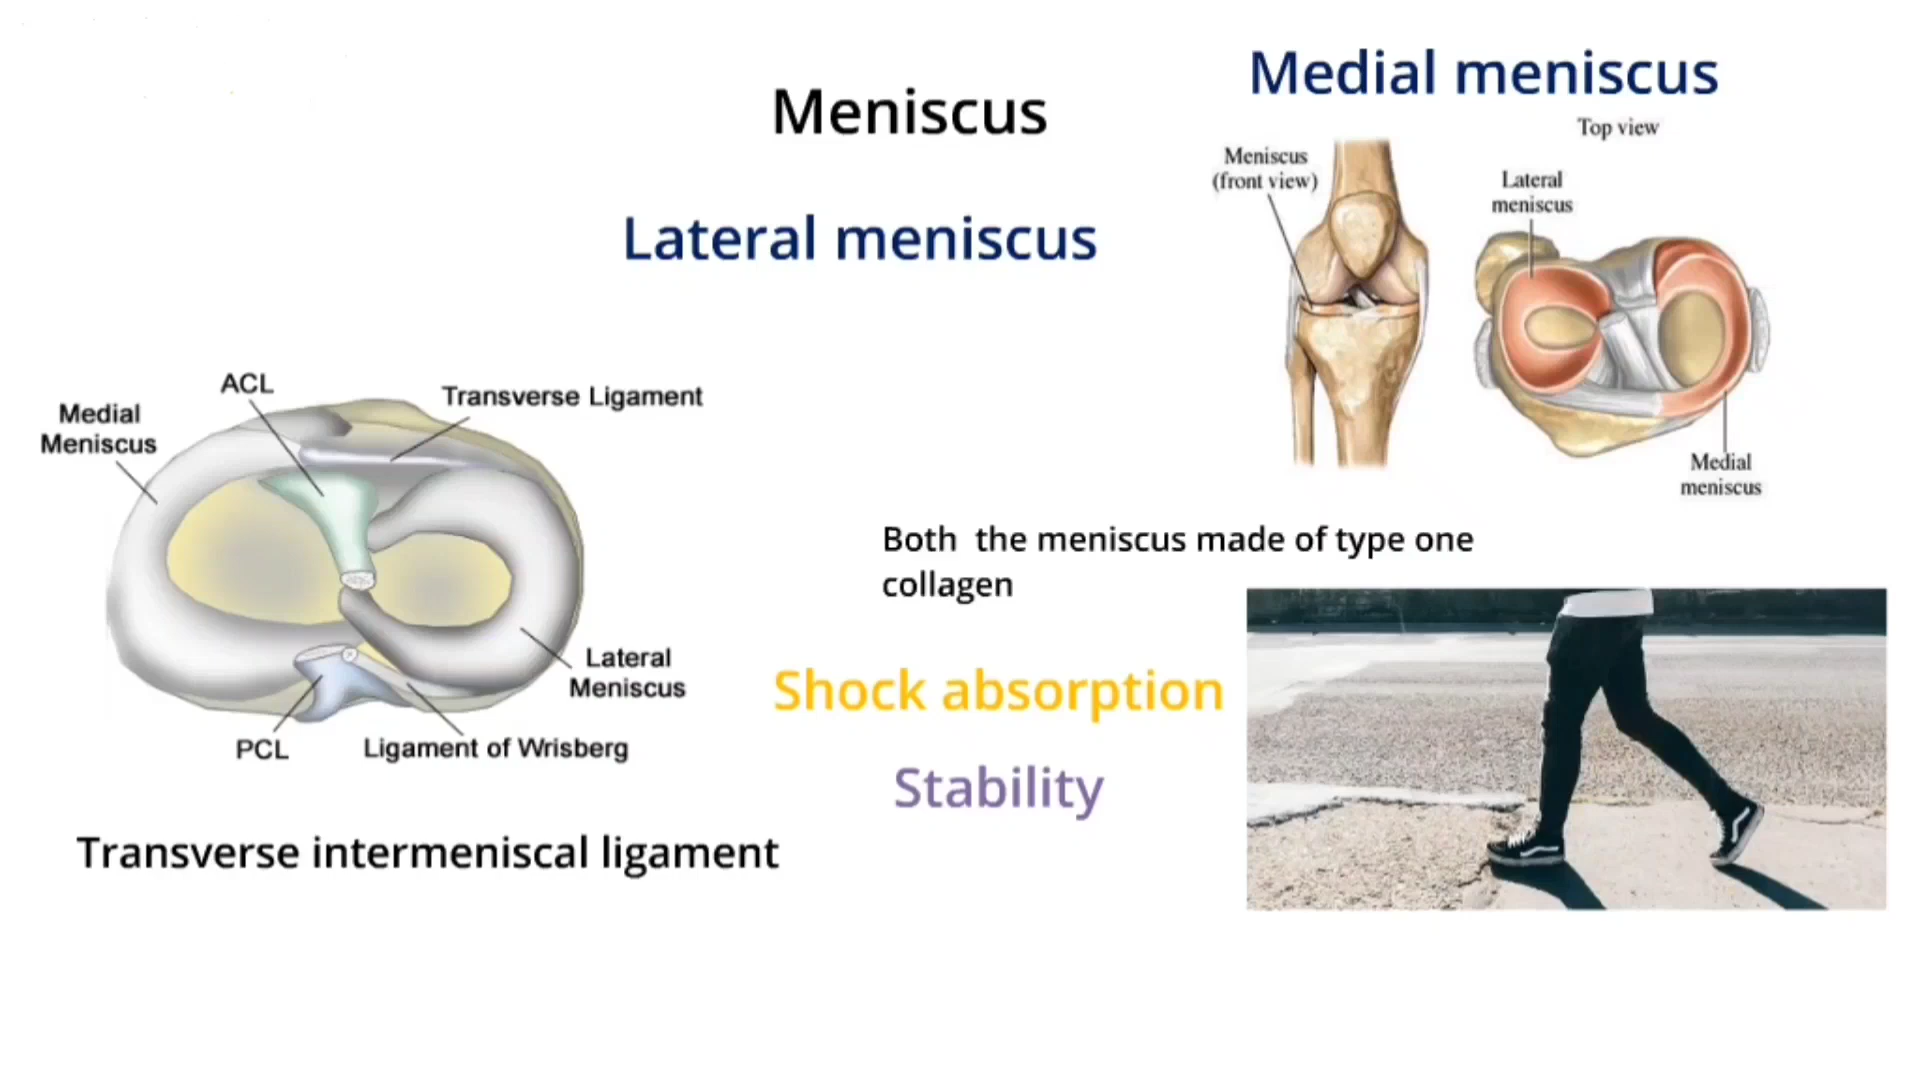 Medial meniscus
Meniscus
Top view
Meniscus
(front view)
Lateral
meniscus
Lateral meniscus
Medial
meniscus
ACL
Transverse Ligament
Medial
Meniscus
Lateral
Meniscus
PCL
Ligament of Wrisberg
Both  the meniscus made of type one
collagen
Shock absorption
Stability
Transverse intermeniscal ligament